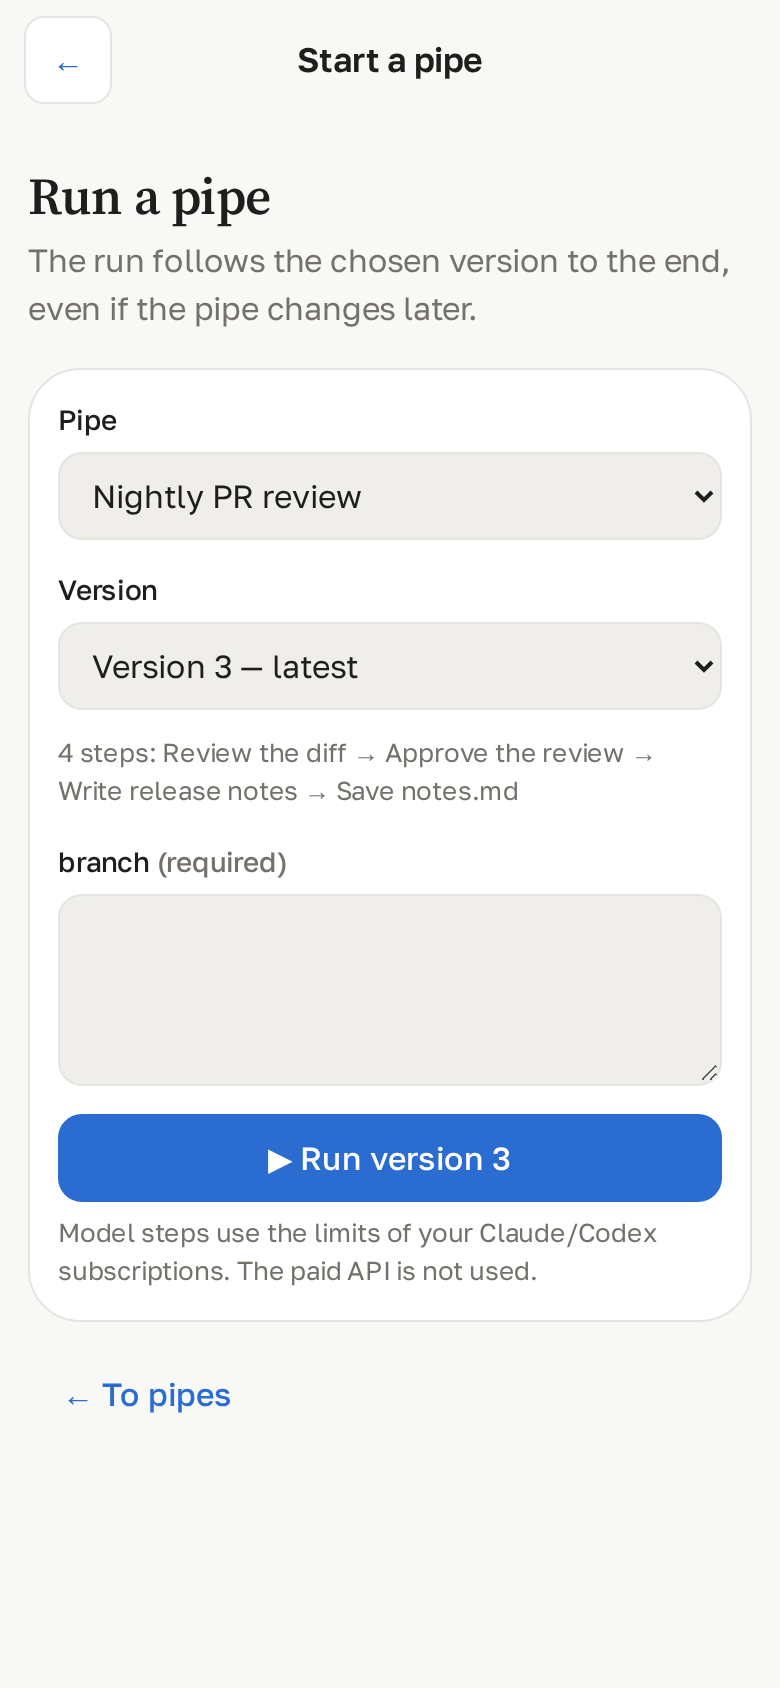 ←
Start a pipe
Run a pipe
The run follows the chosen version to the end,
even if the pipe changes later.
Pipe
Nightly PR review
Version
Version 3 — latest
4 steps: Review the diff → Approve the review →
Write release notes → Save notes.md
branch (required)
▶ Run version 3
Model steps use the limits of your Claude/Codex
subscriptions. The paid API is not used.
← To pipes